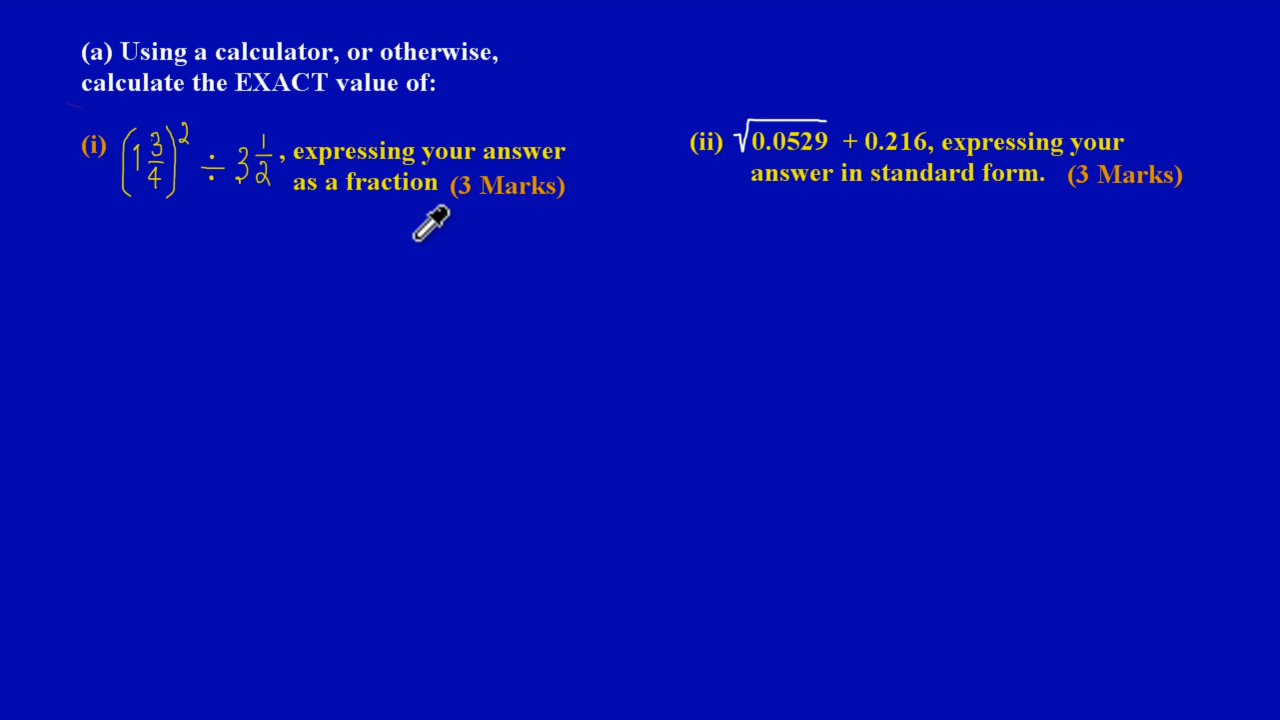 (a) Using a calculator, or otherwise,
calculate the EXACT value of:
(i) (1 3/4)² ÷ 3 1/2, expressing your answer
as a fraction (3 Marks)
(ii) √0.0529 + 0.216, expressing your
answer in standard form. (3 Marks)